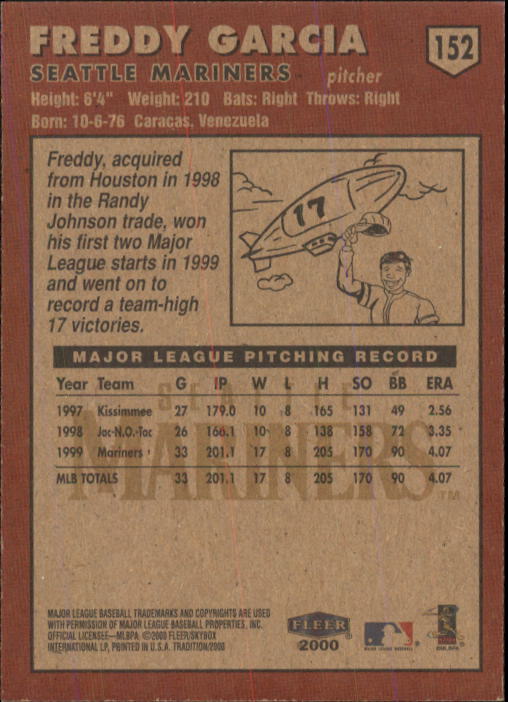 FREDDY GARCIA
152
SEATTLE MARINERS™ pitcher
Height: 6'4" Weight: 210 Bats: Right Throws: Right
Born: 10-6-76 Caracas, Venezuela
Freddy, acquired
from Houston in 1998
in the Randy
Johnson trade, won
his first two Major
League starts in 1999
and went on to
record a team-high
17 victories.
17
MAJOR LEAGUE PITCHING RECORD
Year Team G IP W L H SO BB ERA
1997 Kissimmee 27 179.0 10 8 165 131 49 2.56
1998 Jac-N.O.-Tac 26 166.1 10 8 138 158 72 3.35
1999 Mariners 33 201.1 17 8 205 170 90 4.07
MLB TOTALS 33 201.1 17 8 205 170 90 4.07
SEATTLE
MARINERS™
MAJOR LEAGUE BASEBALL TRADEMARKS AND COPYRIGHTS ARE USED
WITH PERMISSION OF MAJOR LEAGUE BASEBALL PROPERTIES, INC.
OFFICIAL LICENSEE—MLBPA ©2000 FLEER/SKYBOX
INTERNATIONAL LP, PRINTED IN U.S.A. TRADITION/2000
FLEER
2000
MAJOR LEAGUE BASEBALL